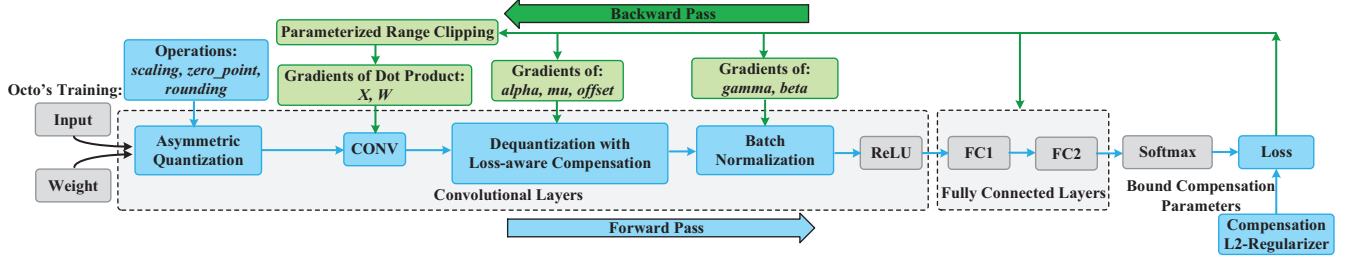 Backward Pass
Parameterized Range Clipping
Operations:
scaling, zero_point,
rounding
Gradients of Dot Product:
X, W
Gradients of:
alpha, mu, offset
Gradients of:
gamma, beta
Octo's Training:
Input
Weight
Asymmetric
Quantization
CONV
Dequantization with
Loss-aware Compensation
Batch
Normalization
ReLU
FC1
FC2
Softmax
Loss
Convolutional Layers
Fully Connected Layers
Bound Compensation
Parameters
Forward Pass
Compensation
L2-Regularizer